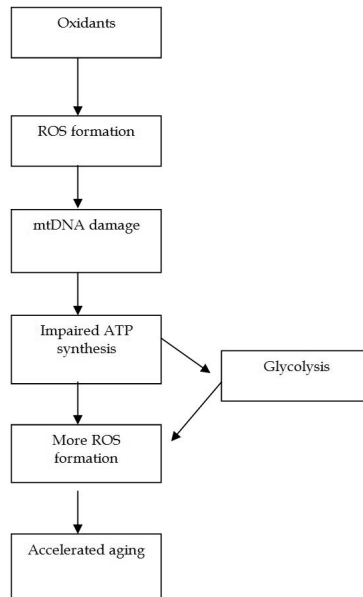 Oxidants
ROS formation
mtDNA damage
Impaired ATP
synthesis
Glycolysis
More ROS
formation
Accelerated aging